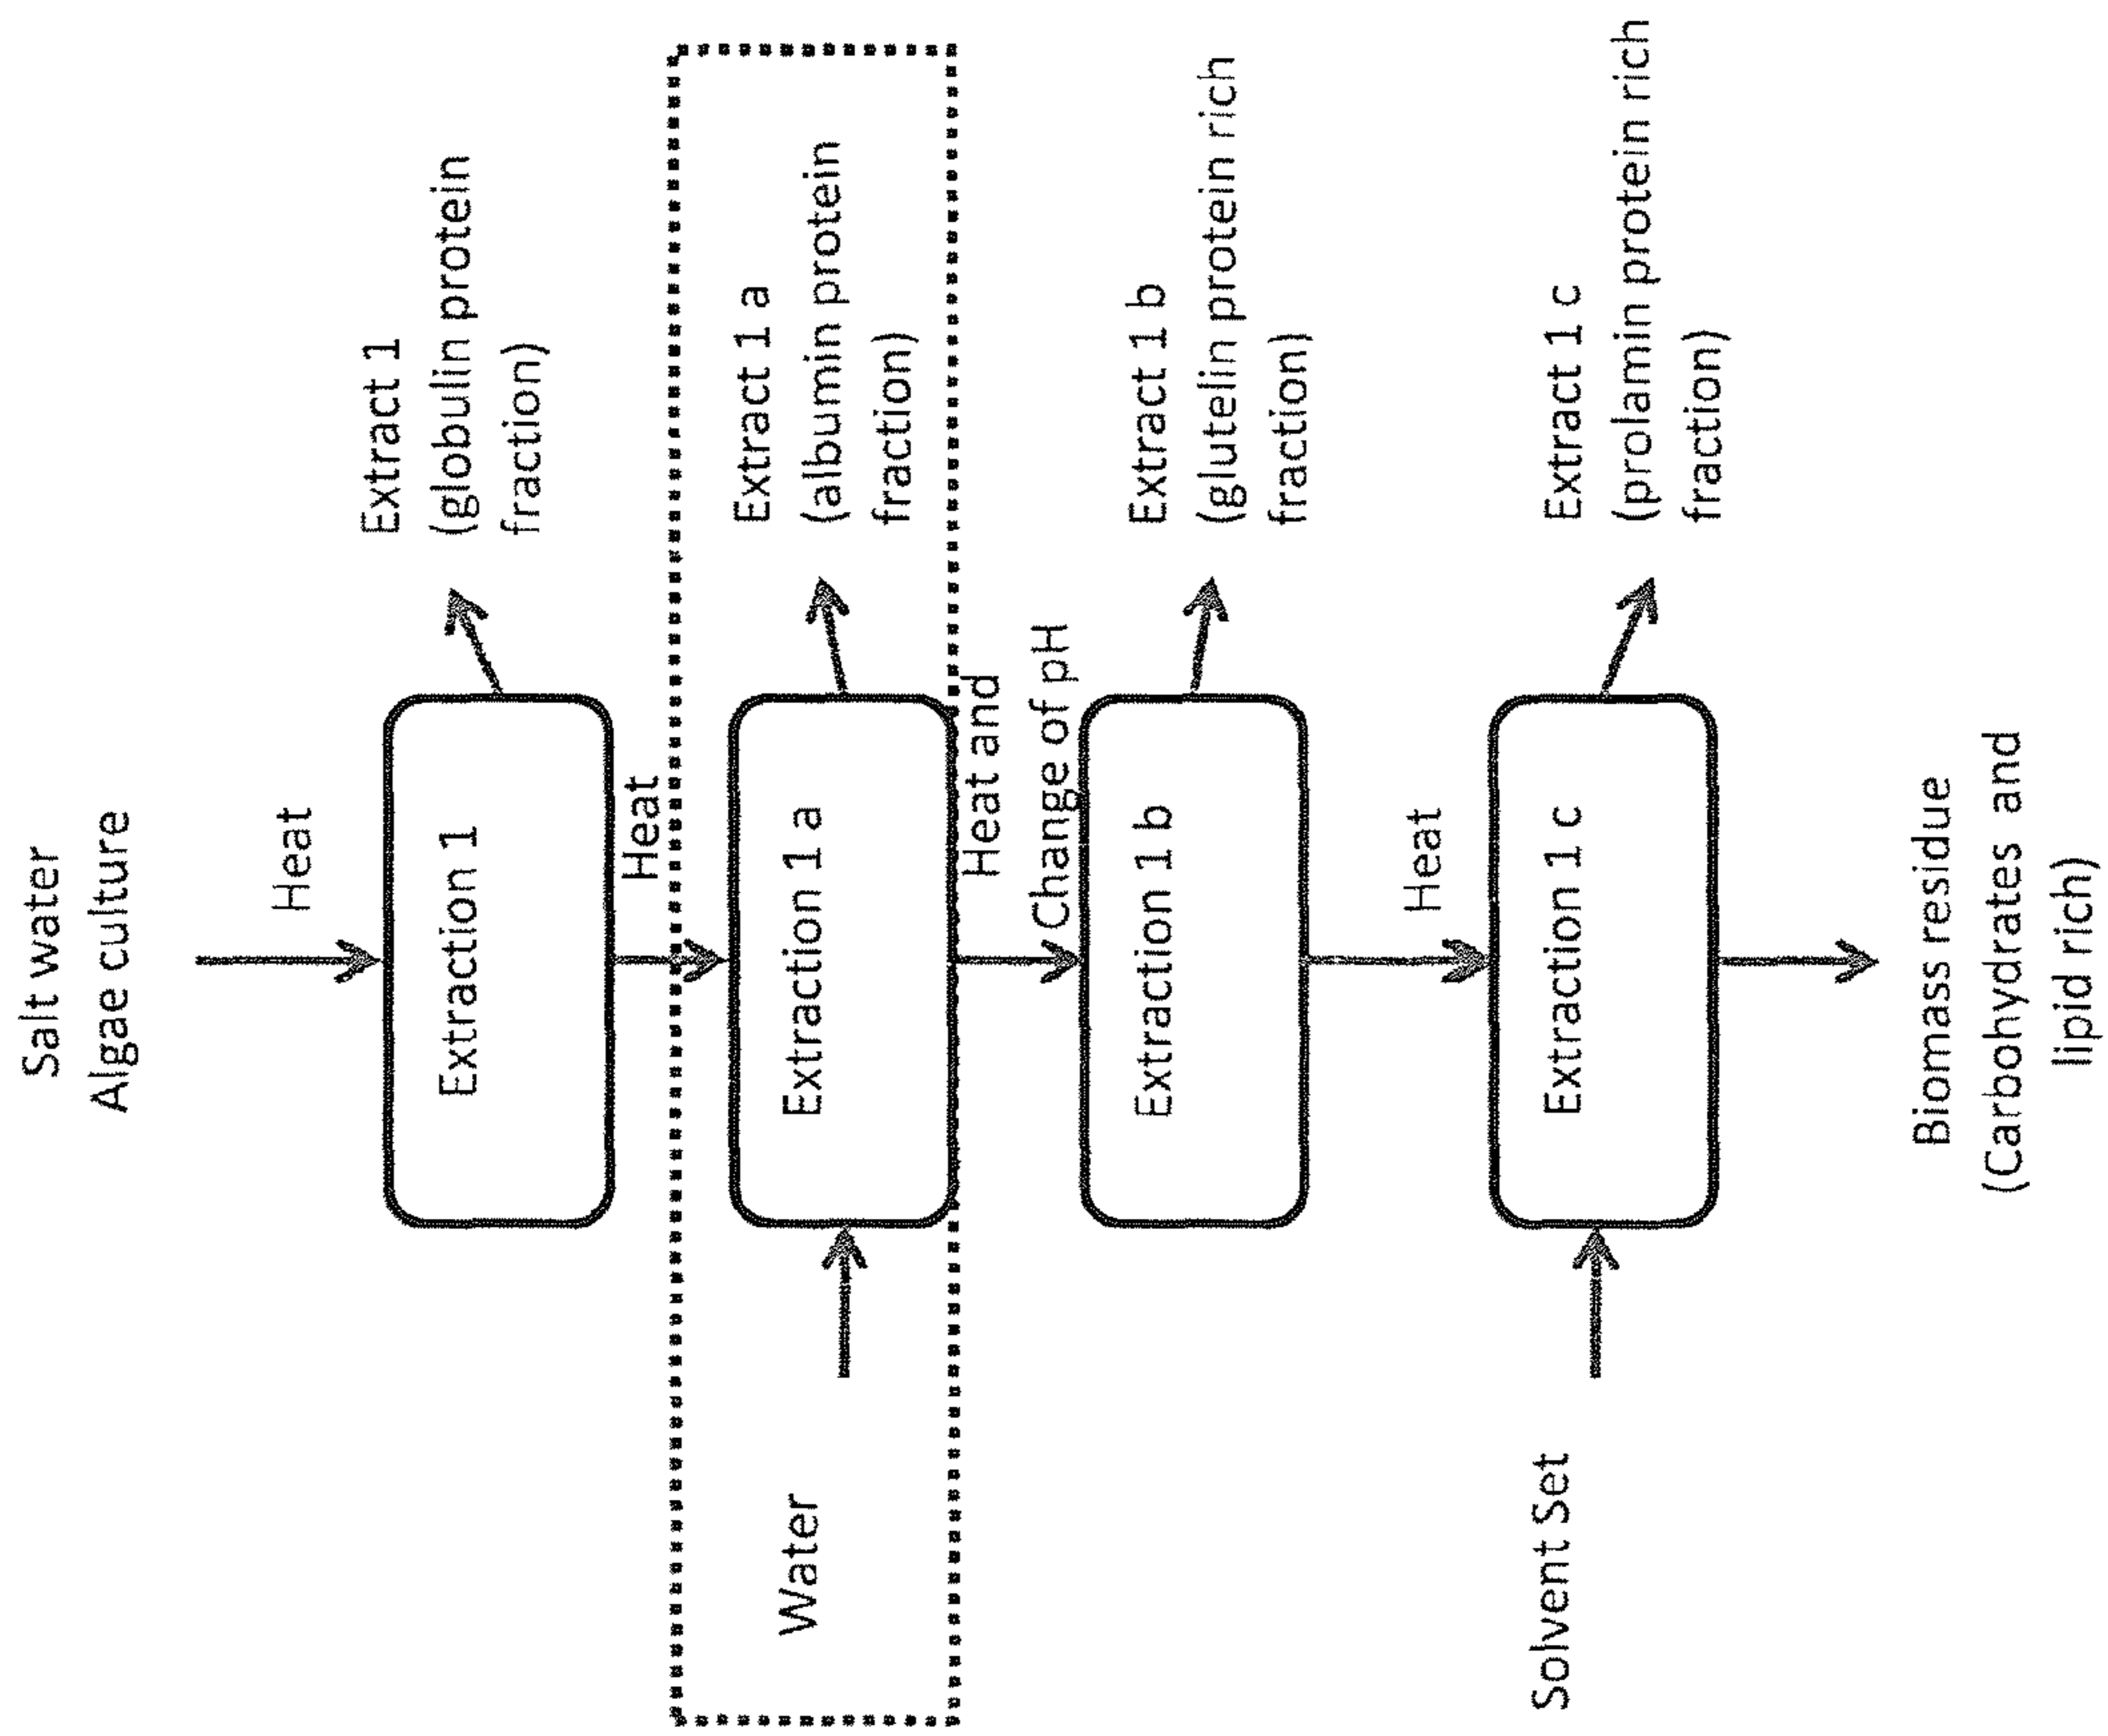 Salt water
Algae culture
Heat
Extraction 1
Extract 1
(globulin protein
fraction)
Heat
Water
Extraction 1 a
Extract 1 a
(albumin protein
fraction)
Heat and
Change of pH
Extraction 1 b
Extract 1 b
(glutelin protein rich
fraction)
Heat
Solvent Set
Extraction 1 c
Extract 1 c
(prolamin protein rich
fraction)
Biomass residue
(Carbohydrates and
lipid rich)